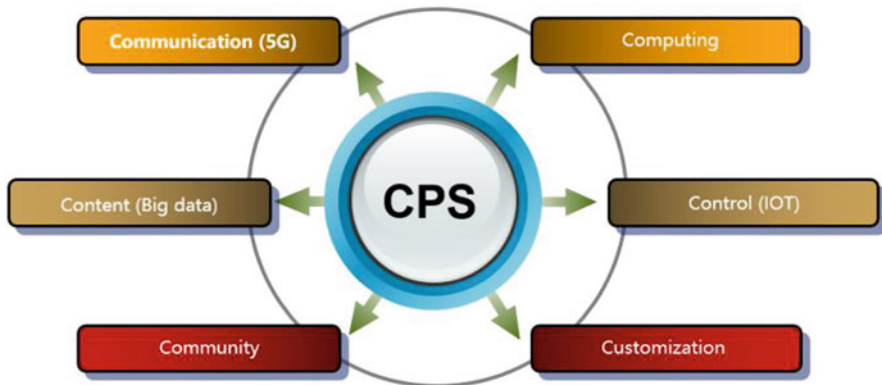 Communication (5G)
Computing
Content (Big data)
CPS
Control (IOT)
Community
Customization